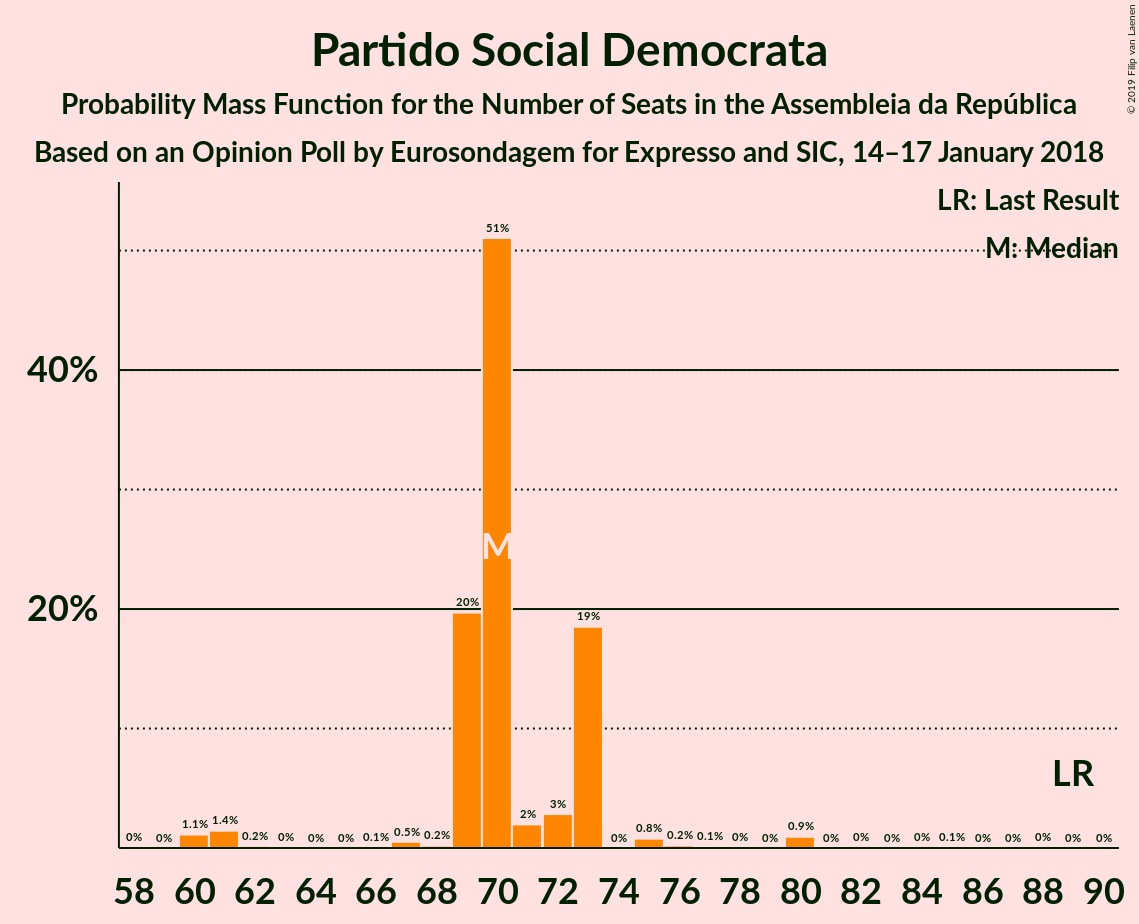 Partido Social Democrata
Probability Mass Function for the Number of Seats in the Assembleia da República
Based on an Opinion Poll by Eurosondagem for Expresso and SIC, 14–17 January 2018
© 2019 Filip van Laenen
LR: Last Result
M: Median
40%
20%
0% 0% 1.1% 1.4% 0.2% 0% 0% 0% 0.1% 0.5% 0.2% 20% 51% 2% 3% 19% 0% 0.8% 0.2% 0.1% 0% 0% 0.9% 0% 0% 0% 0% 0.1% 0% 0% 0% 0% 0%
M
LR
58 60 62 64 66 68 70 72 74 76 78 80 82 84 86 88 90